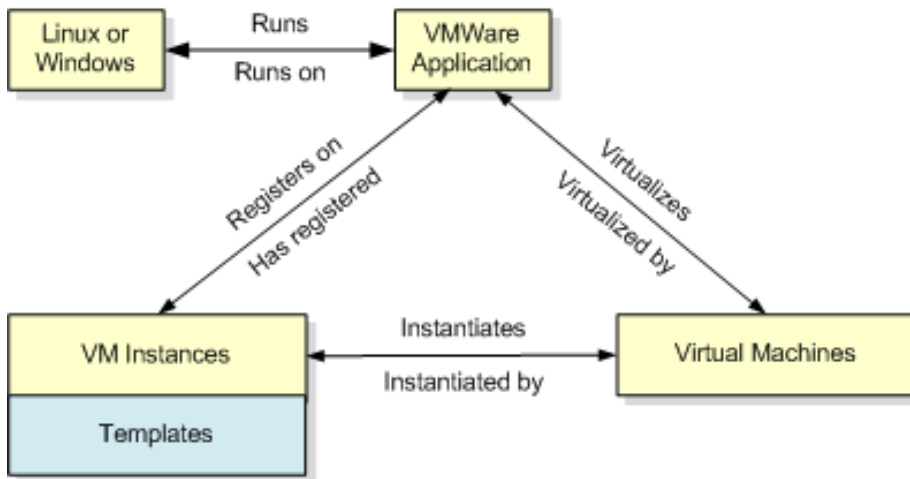 Linux or
Windows
Runs
Runs on
VMWare
Application
Registers on
Has registered
Virtualizes
Virtualized by
VM Instances
Templates
Instantiates
Instantiated by
Virtual Machines